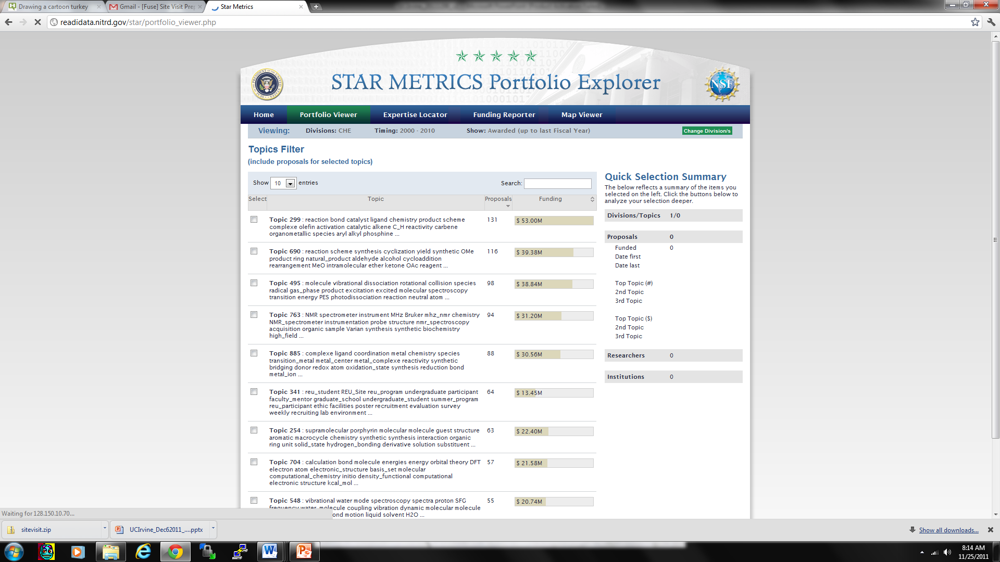 Drawing a cartoon turkey
Gmail - [Fuse] Site Visit Prep
Star Metrics
readidata.nitrd.gov/star/portfolio_viewer.php
STAR METRICS Portfolio Explorer
NSF
Home Portfolio Viewer Expertise Locator Funding Reporter Map Viewer
Viewing: Divisions: CHE Timing: 2000 - 2010 Show: Awarded (up to last Fiscal Year) Change Division/s
Topics Filter
(include proposals for selected topics)
Show 10 entries Search:
Select Topic Proposals Funding
Topic 299 : reaction bond catalyst ligand chemistry product scheme 131 $ 53.00M
complexe olefin activation catalytic alkene C_H reactivity carbene
organometallic species aryl alkyl phosphine ...
Topic 690 : reaction scheme synthesis cyclization yield synthetic OMe 116 $ 39.38M
product ring natural_product aldehyde alcohol cycloaddition
rearrangement MeO intramolecular ether ketone OAc reagent ...
Topic 495 : molecule vibrational dissociation rotational collision species 98 $ 38.84M
radical gas_phase product excitation excited molecular spectroscopy
transition energy PES photodissociation reaction neutral atom ...
Topic 763 : NMR spectrometer instrument MHz Bruker mhz_nmr chemistry 94 $ 31.20M
NMR_spectrometer instrumentation probe structure nmr_spectroscopy
acquisition organic sample Varian synthesis synthetic biochemistry
high_field ...
Topic 885 : complexe ligand coordination metal chemistry species 88 $ 30.56M
transition_metal metal_center metal_complexe reactivity synthetic
bridging donor redox atom oxidation_state synthesis reduction bond
metal_ion ...
Topic 341 : reu_student REU_Site reu_program undergraduate participant 64 $ 13.45M
faculty_mentor graduate_school undergraduate_student summer_program
reu_participant ethic facilities poster recruitment evaluation survey
weekly recruiting lab environment ...
Topic 254 : supramolecular porphyrin molecular molecule guest structure 63 $ 22.40M
aromatic macrocycle chemistry synthetic synthesis interaction organic
ring unit solid_state hydrogen_bonding derivative solution substituent ...
Topic 704 : calculation bond molecule energies energy orbital theory DFT 57 $ 21.58M
electron atom electronic_structure basis_set molecular
computational_chemistry initio density_functional computational
electronic structure kcal_mol ...
Topic 548 : vibrational water mode spectroscopy spectra proton SFG 55 $ 20.74M
frequency water_molecule coupling vibration dynamic molecular molecule
ond motion liquid solvent H2O ...
Quick Selection Summary
The below reflects a summary of the items you
selected on the left. Click the buttons below to
analyze your selection deeper.
Divisions/Topics 1/0
Proposals 0
Funded 0
Date first
Date last
Top Topic (#)
2nd Topic
3rd Topic
Top Topic ($)
2nd Topic
3rd Topic
Researchers 0
Institutions 0
Waiting for 128.150.10.70...
sitevisit.zip
UCIrvine_Dec62011_....pptx
Show all downloads...
8:14 AM
11/25/2011